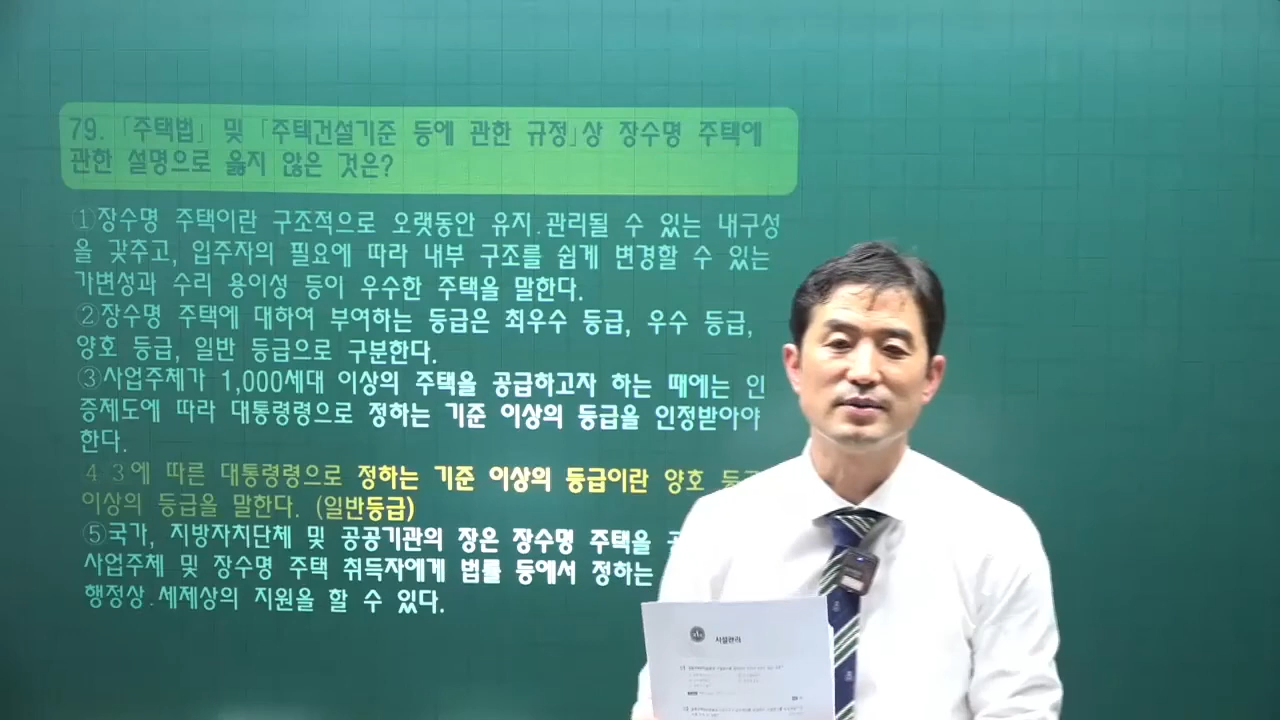 79. 「주택법」 및 「주택건설기준 등에 관한 규정」상 장수명 주택에
관한 설명으로 옳지 않은 것은?
①장수명 주택이란 구조적으로 오랫동안 유지.관리될 수 있는 내구성
을 갖추고, 입주자의 필요에 따라 내부 구조를 쉽게 변경할 수 있는
가변성과 수리 용이성 등이 우수한 주택을 말한다.
②장수명 주택에 대하여 부여하는 등급은 최우수 등급, 우수 등급,
양호 등급, 일반 등급으로 구분한다.
③사업주체가 1,000세대 이상의 주택을 공급하고자 하는 때에는 인
증제도에 따라 대통령령으로 정하는 기준 이상의 등급을 인정받아야
한다.
4 3에 따른 대통령령으로 정하는 기준 이상의 등급이란 양호
이상의 등급을 말한다. (일반등급)
⑤국가, 지방자치단체 및 공공기관의 장은 장수명 주택을
사업주체 및 장수명 주택 취득자에게 법률 등에서 정하는
행정상.세제상의 지원을 할 수 있다.
시설관리